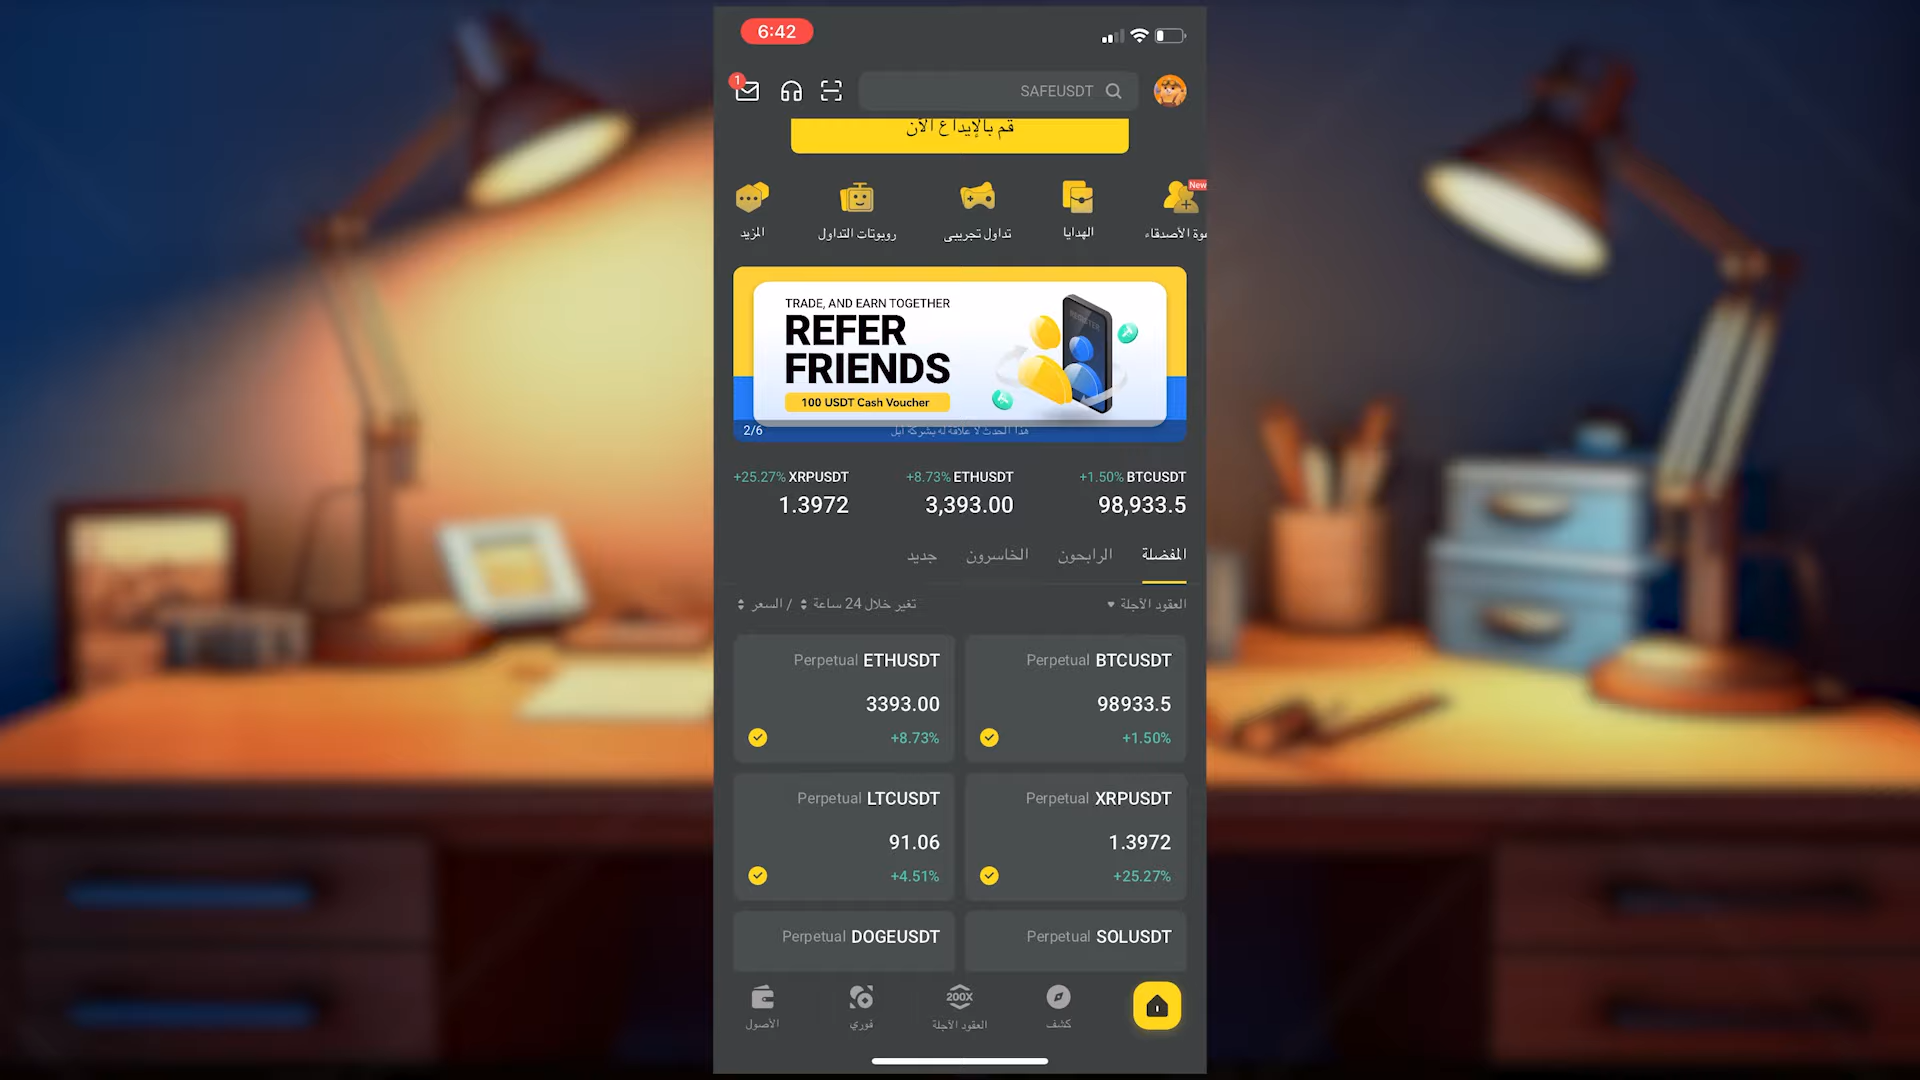 6:42
1
SAFEUSDT
قم بالإيداع الآن
New
المزيد
روبوتات التداول
تداول تجريبي
الهدايا
وة الأصدقاء
TRADE, AND EARN TOGETHER
REFER
FRIENDS
100 USDT Cash Voucher
2/6
هذا الحدث لا علاقة له بشركة آبل
+25.27% XRPUSDT
+8.73% ETHUSDT
+1.50% BTCUSDT
1.3972
3,393.00
98,933.5
المفضلة
الرابحون
الخاسرون
جديد
العقود الآجلة
السعر / تغير خلال 24 ساعة
Perpetual ETHUSDT
3393.00
+8.73%
Perpetual BTCUSDT
98933.5
+1.50%
Perpetual LTCUSDT
91.06
+4.51%
Perpetual XRPUSDT
1.3972
+25.27%
Perpetual DOGEUSDT
Perpetual SOLUSDT
200X
الأصول
فوري
العقود الآجلة
كشف